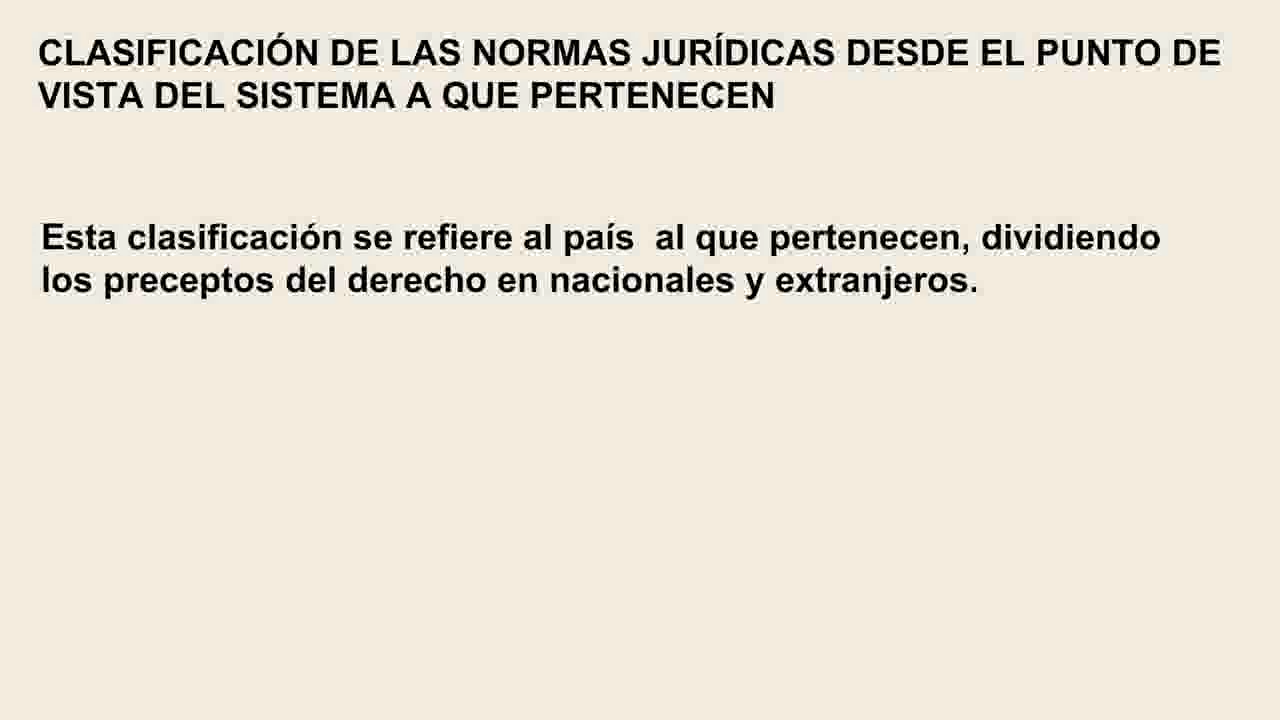 CLASIFICACIÓN DE LAS NORMAS JURÍDICAS DESDE EL PUNTO DE
VISTA DEL SISTEMA A QUE PERTENECEN
Esta clasificación se refiere al país  al que pertenecen, dividiendo
los preceptos del derecho en nacionales y extranjeros.